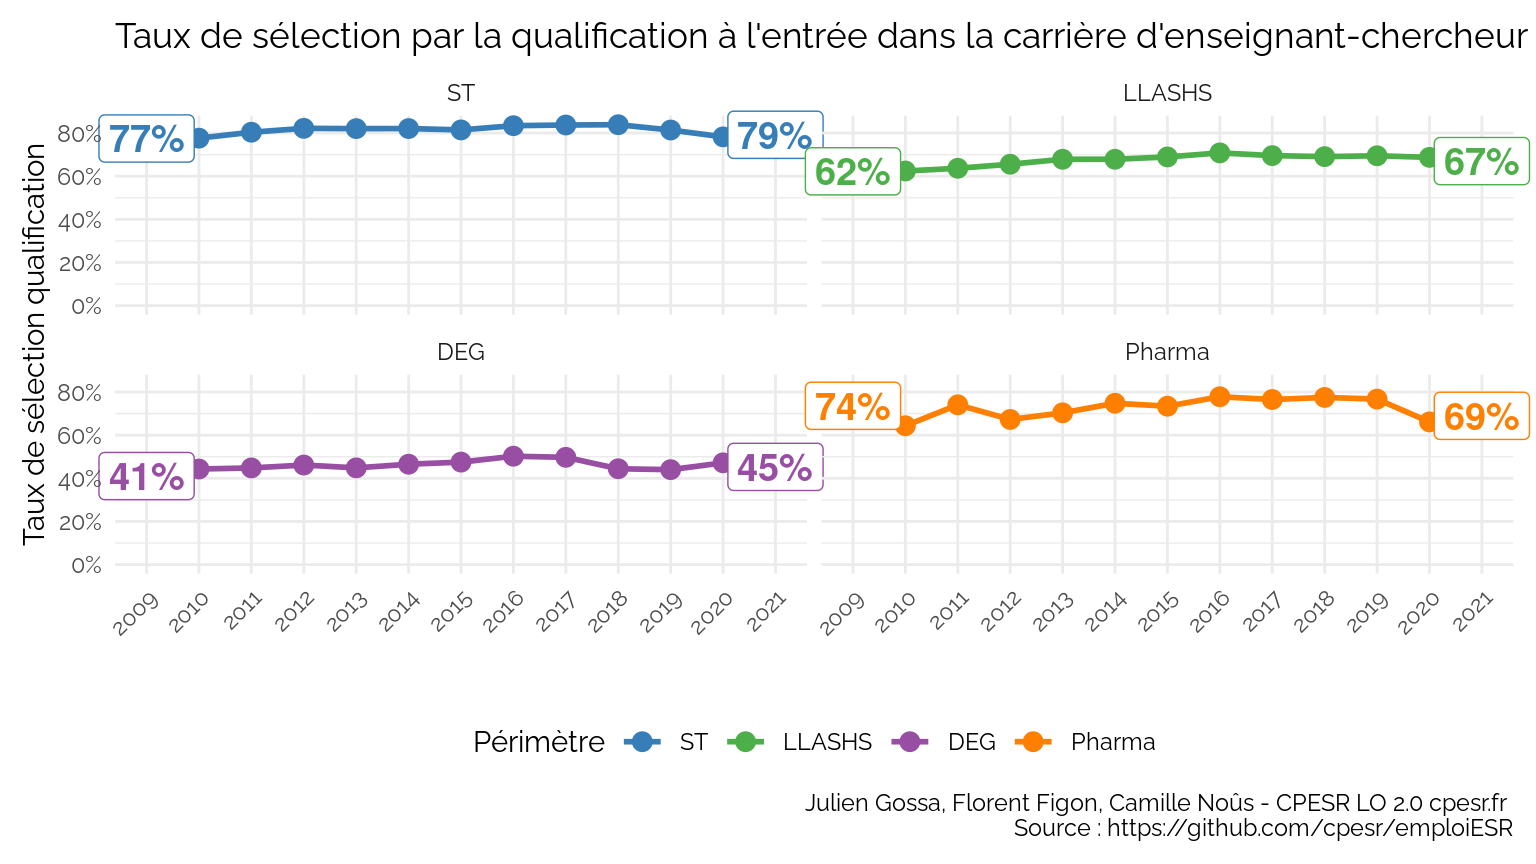 Taux de sélection par la qualification à l'entrée dans la carrière d'enseignant-chercheur
ST
LLASHS
Taux de sélection qualification
80%
60%
40%
20%
0%
77%
79%
62%
67%
DEG
Pharma
80%
60%
40%
20%
0%
41%
45%
74%
69%
2009 2010 2011 2012 2013 2014 2015 2016 2017 2018 2019 2020 2021
2009 2010 2011 2012 2013 2014 2015 2016 2017 2018 2019 2020 2021
Périmètre ST LLASHS DEG Pharma
Julien Gossa, Florent Figon, Camille Noûs - CPESR LO 2.0 cpesr.fr
Source : https://github.com/cpesr/emploiESR